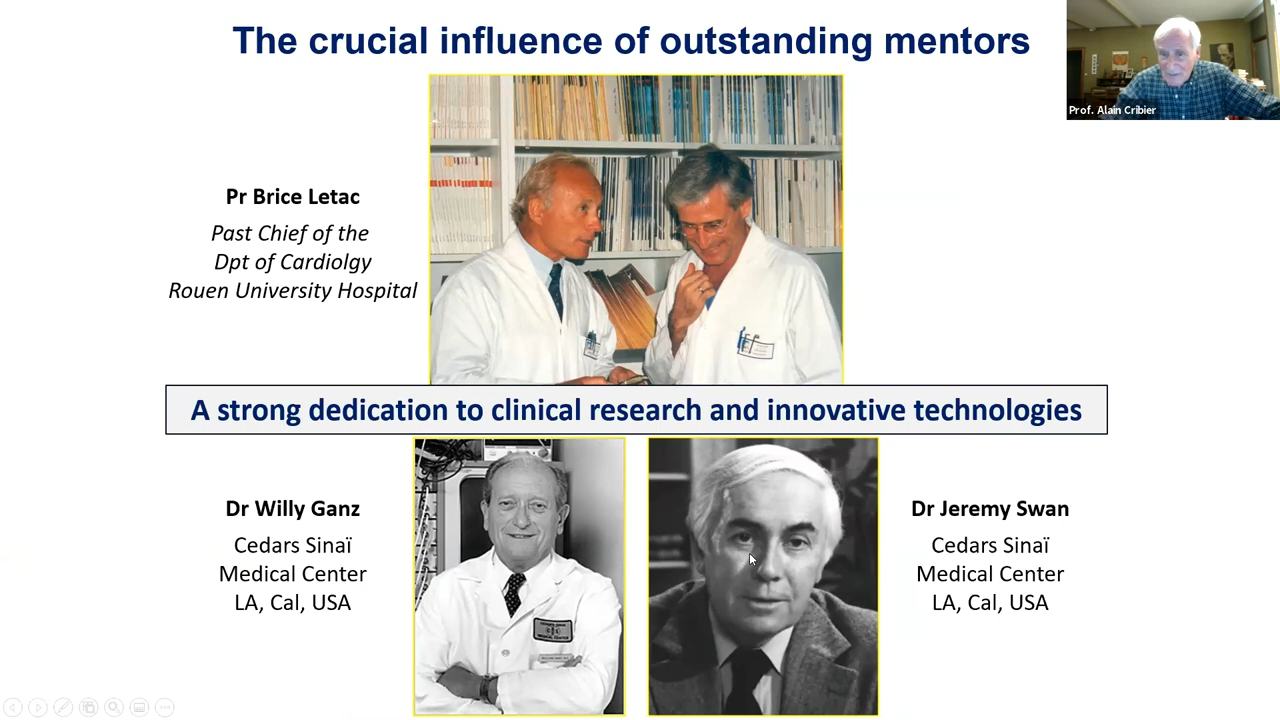 The crucial influence of outstanding mentors
Prof. Alain Cribier
Pr Brice Letac
Past Chief of the
Dpt of Cardiolgy
Rouen University Hospital
A strong dedication to clinical research and innovative technologies
Dr Willy Ganz
Cedars Sinaï
Medical Center
LA, Cal, USA
Dr Jeremy Swan
Cedars Sinaï
Medical Center
LA, Cal, USA